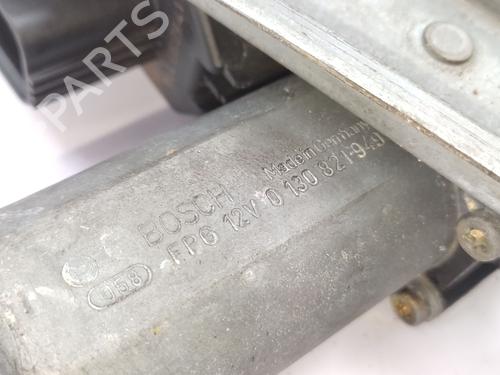 B-PARTS
BOSCH Made in Germany
FPG 12V 0 130 821 949
058